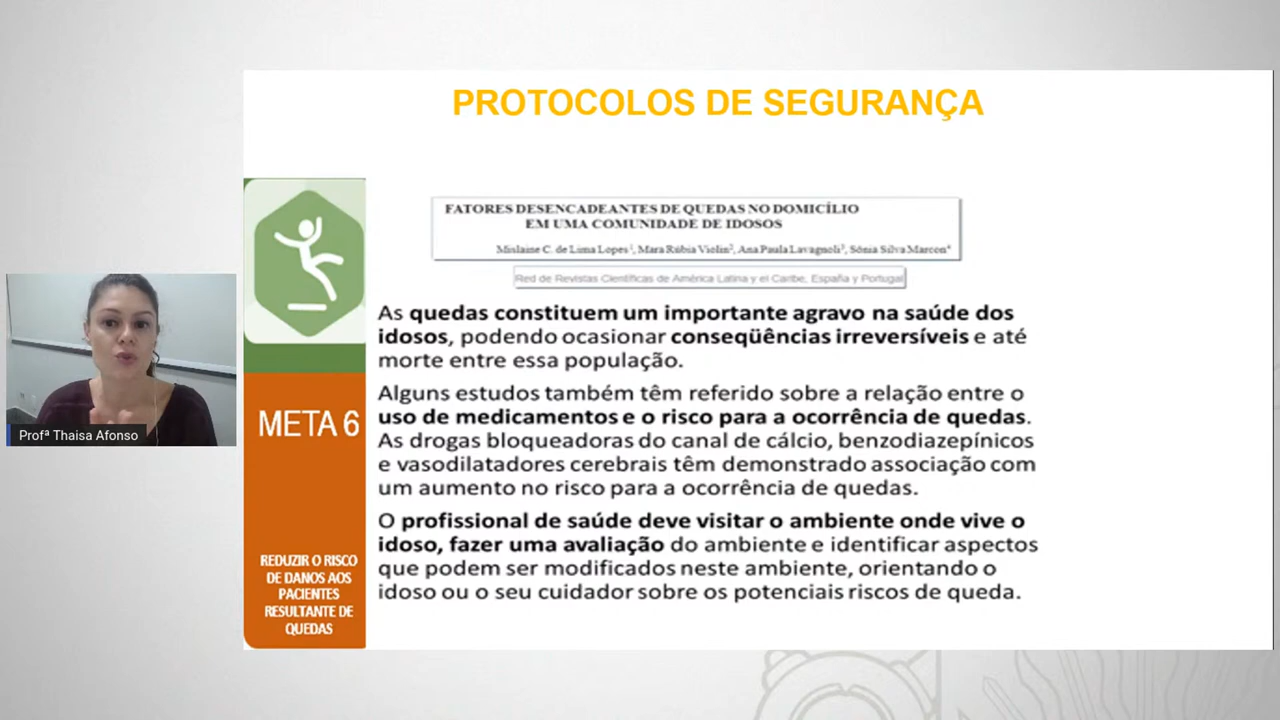 PROTOCOLOS DE SEGURANÇA
FATORES DESENCADEANTES DE QUEDAS NO DOMICÍLIO
EM UMA COMUNIDADE DE IDOSOS
Mislaine C. de Lima Lopes¹, Mara Rúbia Violin², Ana Paula Lavagnoli³, Sônia Silva Marcon⁴
Red de Revistas Científicas de América Latina y el Caribe, España y Portugal
As quedas constituem um importante agravo na saúde dos
idosos, podendo ocasionar conseqüências irreversíveis e até
morte entre essa população.
Alguns estudos também têm referido sobre a relação entre o
uso de medicamentos e o risco para a ocorrência de quedas.
As drogas bloqueadoras do canal de cálcio, benzodiazepínicos
e vasodilatadores cerebrais têm demonstrado associação com
um aumento no risco para a ocorrência de quedas.
O profissional de saúde deve visitar o ambiente onde vive o
idoso, fazer uma avaliação do ambiente e identificar aspectos
que podem ser modificados neste ambiente, orientando o
idoso ou o seu cuidador sobre os potenciais riscos de queda.
META 6
REDUZIR O RISCO
DE DANOS AOS
PACIENTES
RESULTANTE DE
QUEDAS
Profª Thaisa Afonso